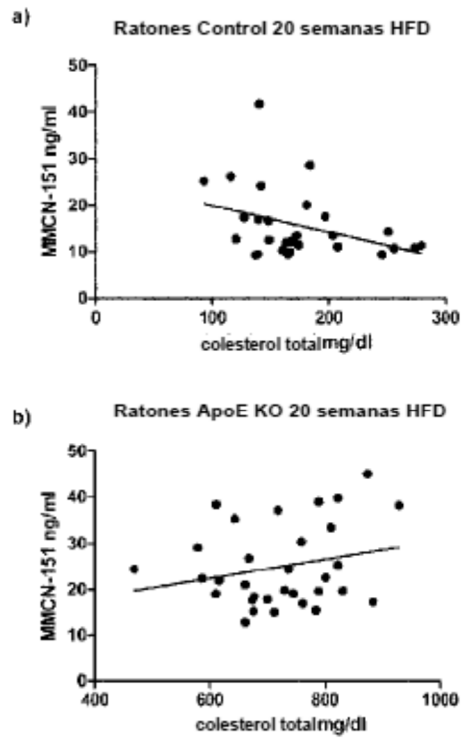 a)
Ratones Control 20 semanas HFD
MMCN-151 ng/ml
50
40
30
20
10
0
0
100
200
300
colesterol total mg/dl
b)
Ratones ApoE KO 20 semanas HFD
MMCN-151 ng/ml
50
40
30
20
10
0
400
600
800
1000
colesterol total mg/dl